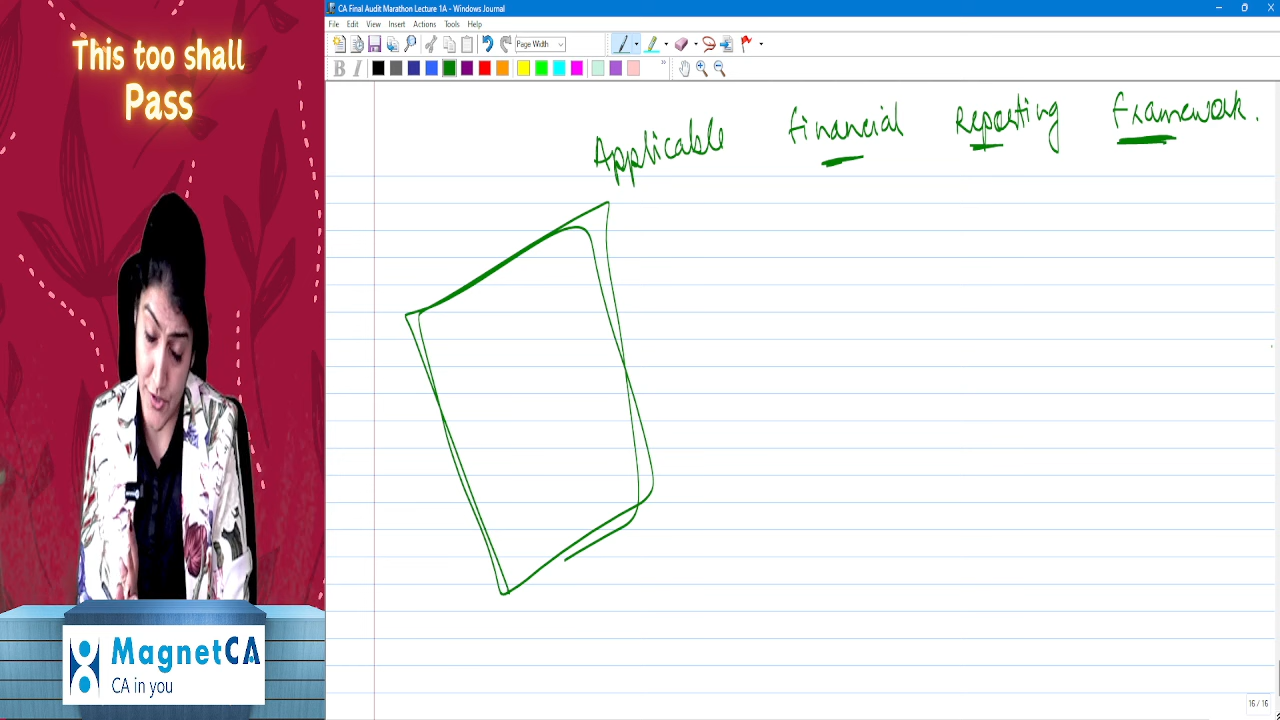 This too shall
Pass
MagnetCA
CA in you
CA Final Audit Marathon Lecture 1A - Windows Journal
File Edit View Insert Actions Tools Help
Page Width
B I
Applicable financial Reporting framework.
16 / 16